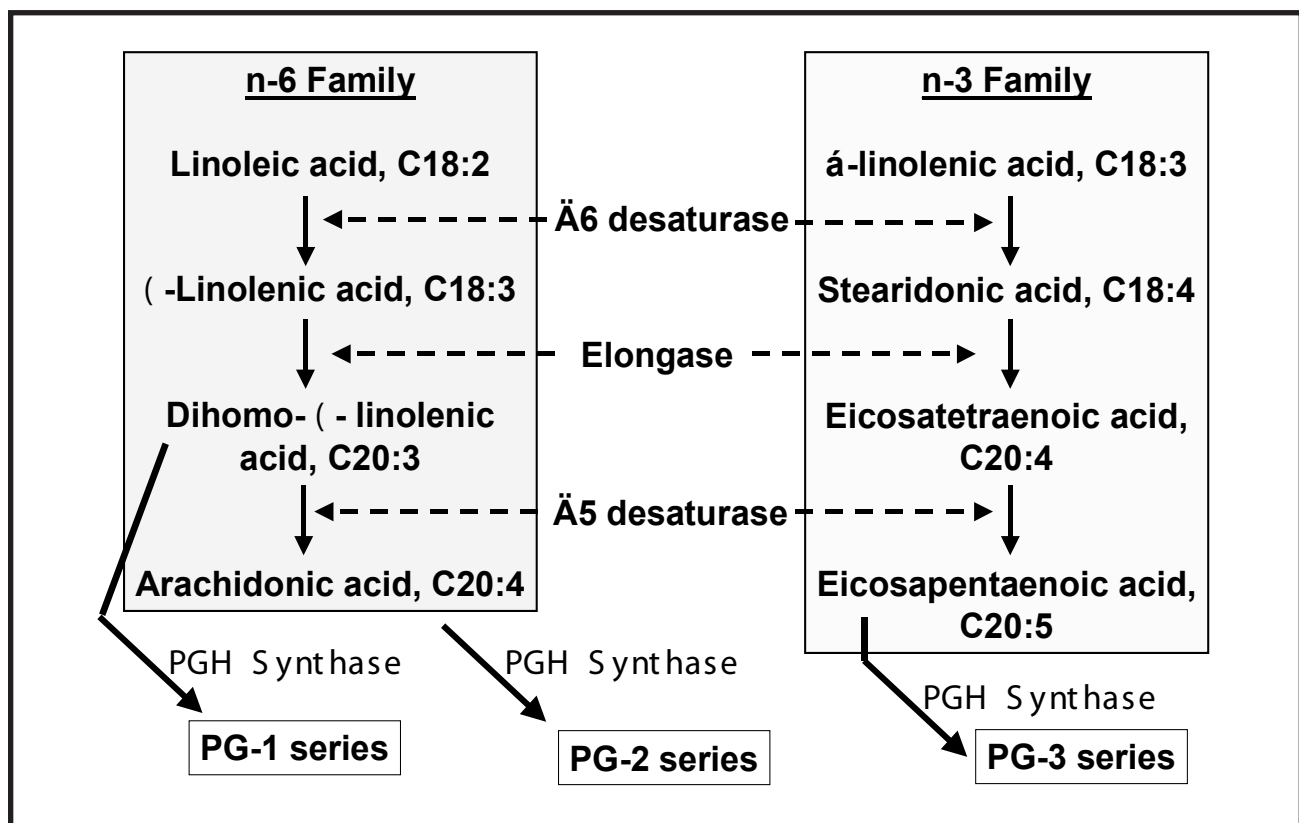 n-6 Family
Linoleic acid, C18:2
( -Linolenic acid, C18:3
Dihomo- ( - linolenic
acid, C20:3
Arachidonic acid, C20:4
Ä6 desaturase
Elongase
Ä5 desaturase
n-3 Family
á-linolenic acid, C18:3
Stearidonic acid, C18:4
Eicosatetraenoic acid,
C20:4
Eicosapentaenoic acid,
C20:5
PGH Synthase
PG-1 series
PGH Synthase
PG-2 series
PGH Synthase
PG-3 series